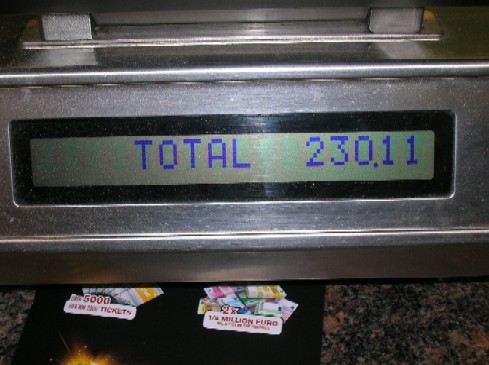 TOTAL 230.11
5000
TICKETS
2x
1/4 MILLION EURO